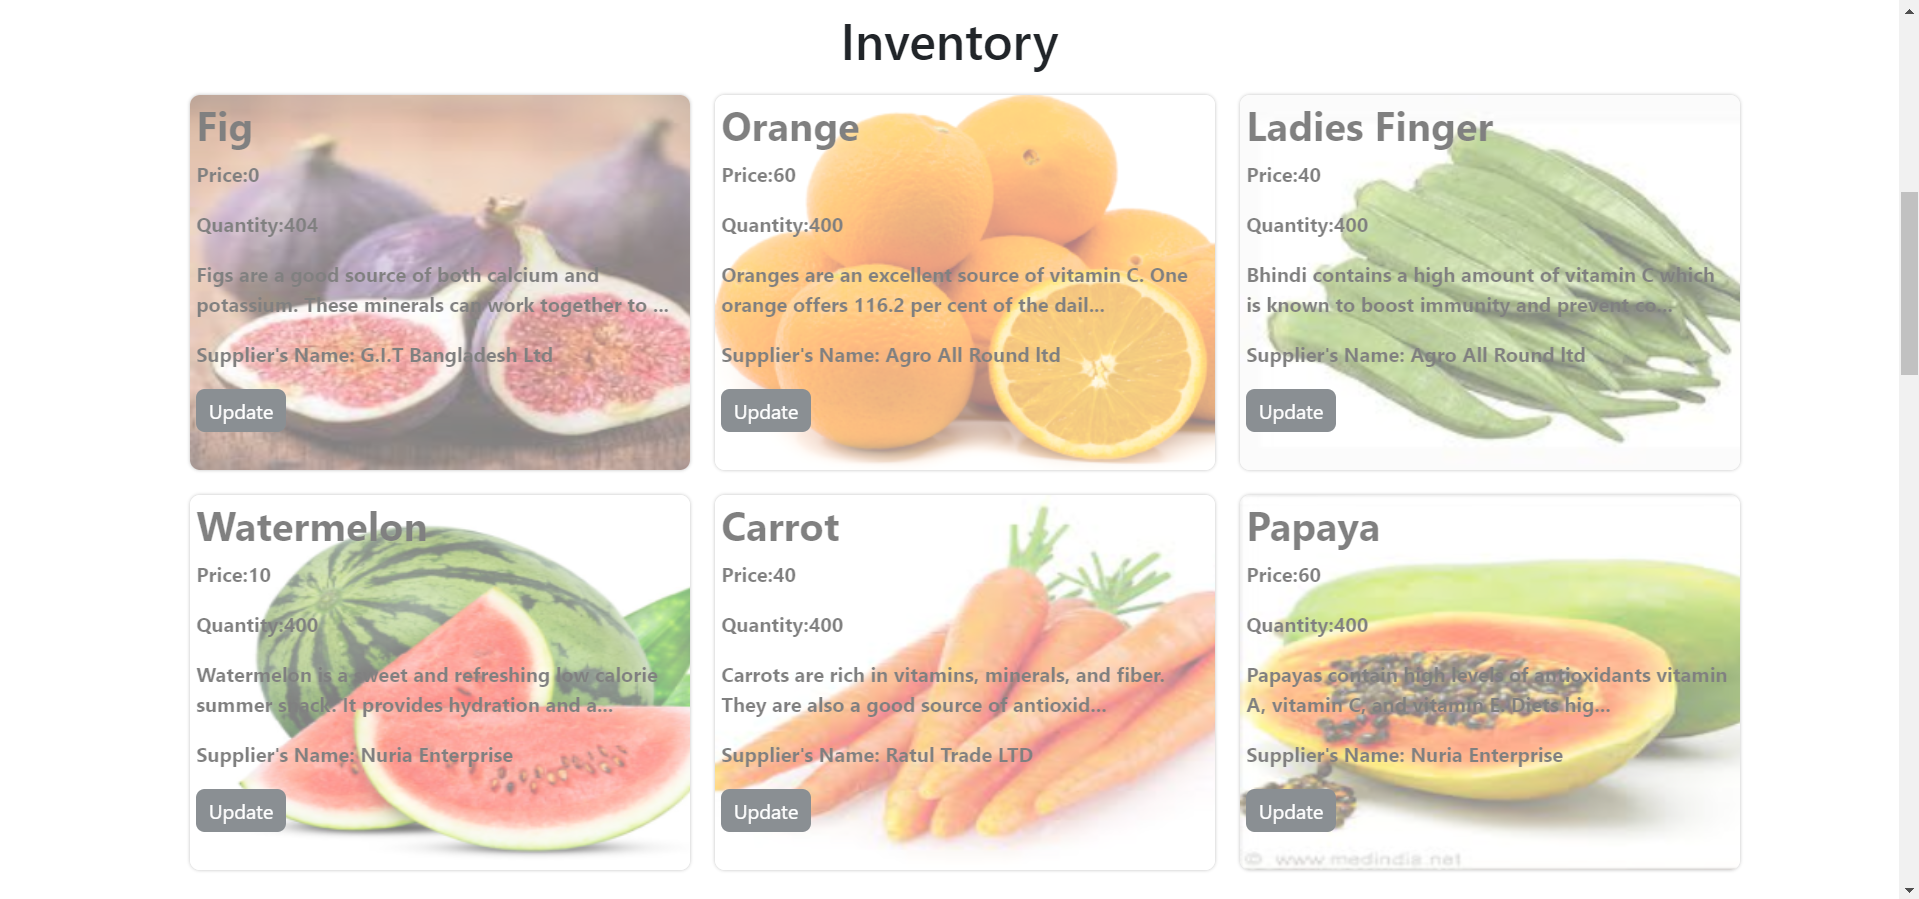 Inventory
Fig
Price:0
Quantity:404
Figs are a good source of both calcium and
potassium. These minerals can work together to ...
Supplier's Name: G.I.T Bangladesh Ltd
Update
Orange
Price:60
Quantity:400
Oranges are an excellent source of vitamin C. One
orange offers 116.2 per cent of the dail...
Supplier's Name: Agro All Round ltd
Update
Ladies Finger
Price:40
Quantity:400
Bhindi contains a high amount of vitamin C which
is known to boost immunity and prevent co...
Supplier's Name: Agro All Round ltd
Update
Watermelon
Price:10
Quantity:400
Watermelon is a sweet and refreshing low calorie
summer snack. It provides hydration and a...
Supplier's Name: Nuria Enterprise
Update
Carrot
Price:40
Quantity:400
Carrots are rich in vitamins, minerals, and fiber.
They are also a good source of antioxid...
Supplier's Name: Ratul Trade LTD
Update
Papaya
Price:60
Quantity:400
Papayas contain high levels of antioxidants vitamin
A, vitamin C, and vitamin E. Diets hig...
Supplier's Name: Nuria Enterprise
Update
© www.medindia.net